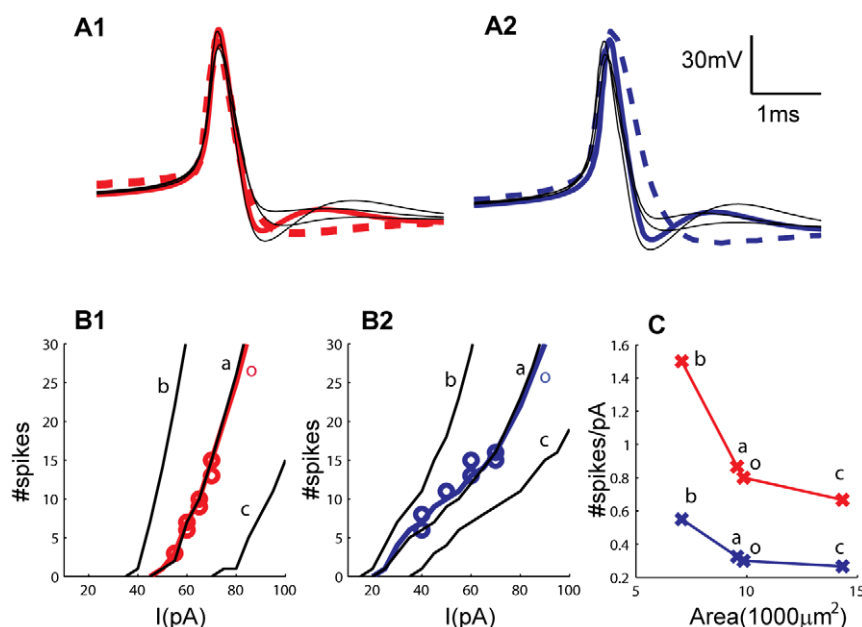 A1
A2
30mV
1ms
B1
B2
C
30
25
20
15
10
5
0
#spikes
b
a
o
c
20
40
60
80
100
I(pA)
30
25
20
15
10
5
0
#spikes
b
a
o
c
20
40
60
80
100
I(pA)
1.6
1.4
1.2
1
0.8
0.6
0.4
0.2
#spikes/pA
b
a
o
c
b
a
o
c
5
10
15
Area(1000μm²)